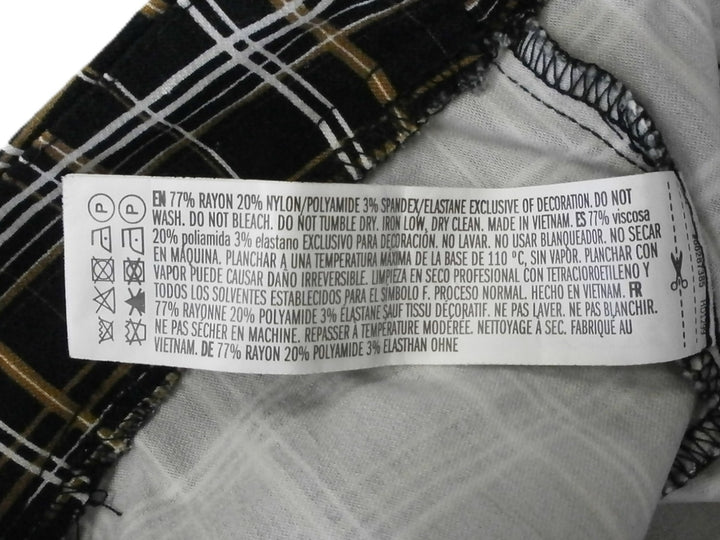 EN 77% RAYON 20% NYLON/POLYAMIDE 3% SPANDEX/ELASTANE EXCLUSIVE OF DECORATION. DO NOT
WASH. DO NOT BLEACH. DO NOT TUMBLE DRY. IRON LOW, DRY CLEAN. MADE IN VIETNAM. ES 77% viscosa
20% poliamida 3% elastano EXCLUSIVO PARA DECORACIÓN. NO LAVAR. NO USAR BLANQUEADOR. NO SECAR
EN MÁQUINA. PLANCHAR A UNA TEMPERATURA MÁXIMA DE LA BASE DE 110 ºC, SIN VAPOR. PLANCHAR CON
VAPOR PUEDE CAUSAR DAÑO IRREVERSIBLE. LIMPIEZA EN SECO PROFESIONAL CON TETRACLOROETILENO Y
TODOS LOS SOLVENTES ESTABLECIDOS PARA EL SÍMBOLO F. PROCESO NORMAL. HECHO EN VIETNAM. FR
77% RAYONNE 20% POLYAMIDE 3% ÉLASTANE SAUF TISSU DÉCORATIF. NE PAS LAVER. NE PAS BLANCHIR.
NE PAS SÉCHER EN MACHINE. REPASSER À TEMPÉRATURE MODÉRÉE. NETTOYAGE À SEC. FABRIQUÉ AU
VIETNAM. DE 77% RAYON 20% POLYAMIDE 3% ELASTHAN OHNE
P
P